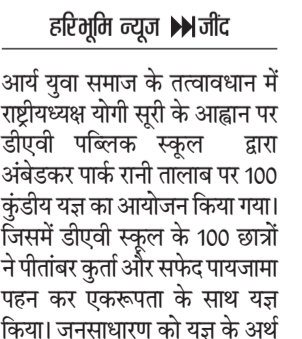 हरिभूमि न्यूज ▶▶| जींद
आर्य युवा समाज के तत्वावधान में
राष्ट्रीयध्यक्ष योगी सूरी के आह्वान पर
डीएवी पब्लिक स्कूल द्वारा
अंबेडकर पार्क रानी तालाब पर 100
कुंडीय यज्ञ का आयोजन किया गया।
जिसमें डीएवी स्कूल के 100 छात्रों
ने पीतांबर कुर्ता और सफेद पायजामा
पहन कर एकरूपता के साथ यज्ञ
किया। जनसाधारण को यज्ञ के अर्थ